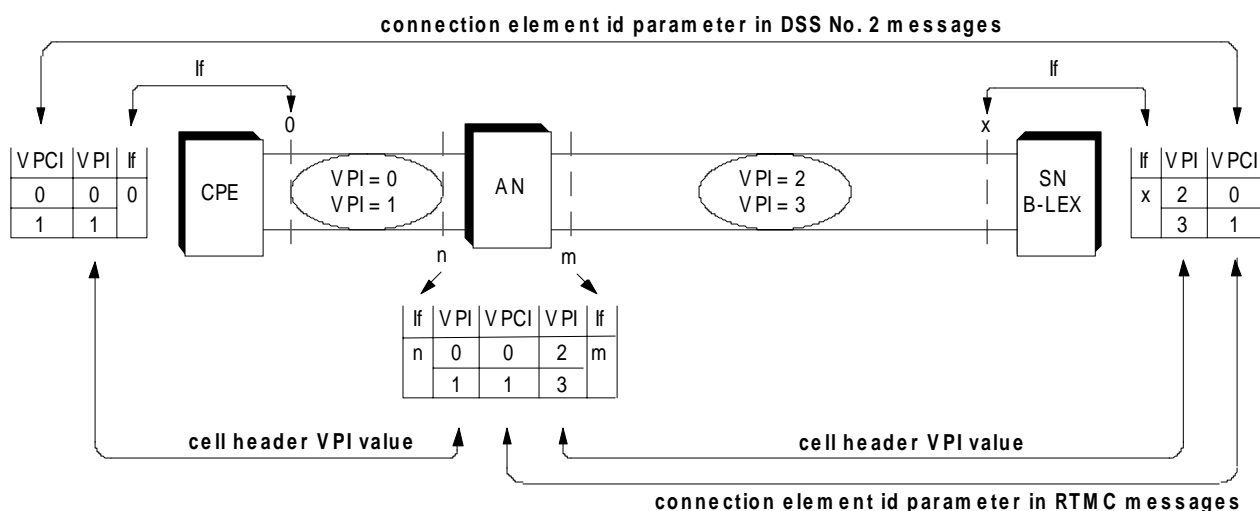 connection element id parameter in DSS No. 2 messages
If If
0 x
VPCI VPI If
0 0 0
1 1
CPE
VPI = 0
VPI = 1
AN
VPI = 2
VPI = 3
SN
B-LEX
If VPI VPCI
x 2 0
3 1
n m
If VPI VPCI VPI If
n 0 0 2 m
1 1 3
cell header VPI value cell header VPI value
connection element id parameter in RTMC messages